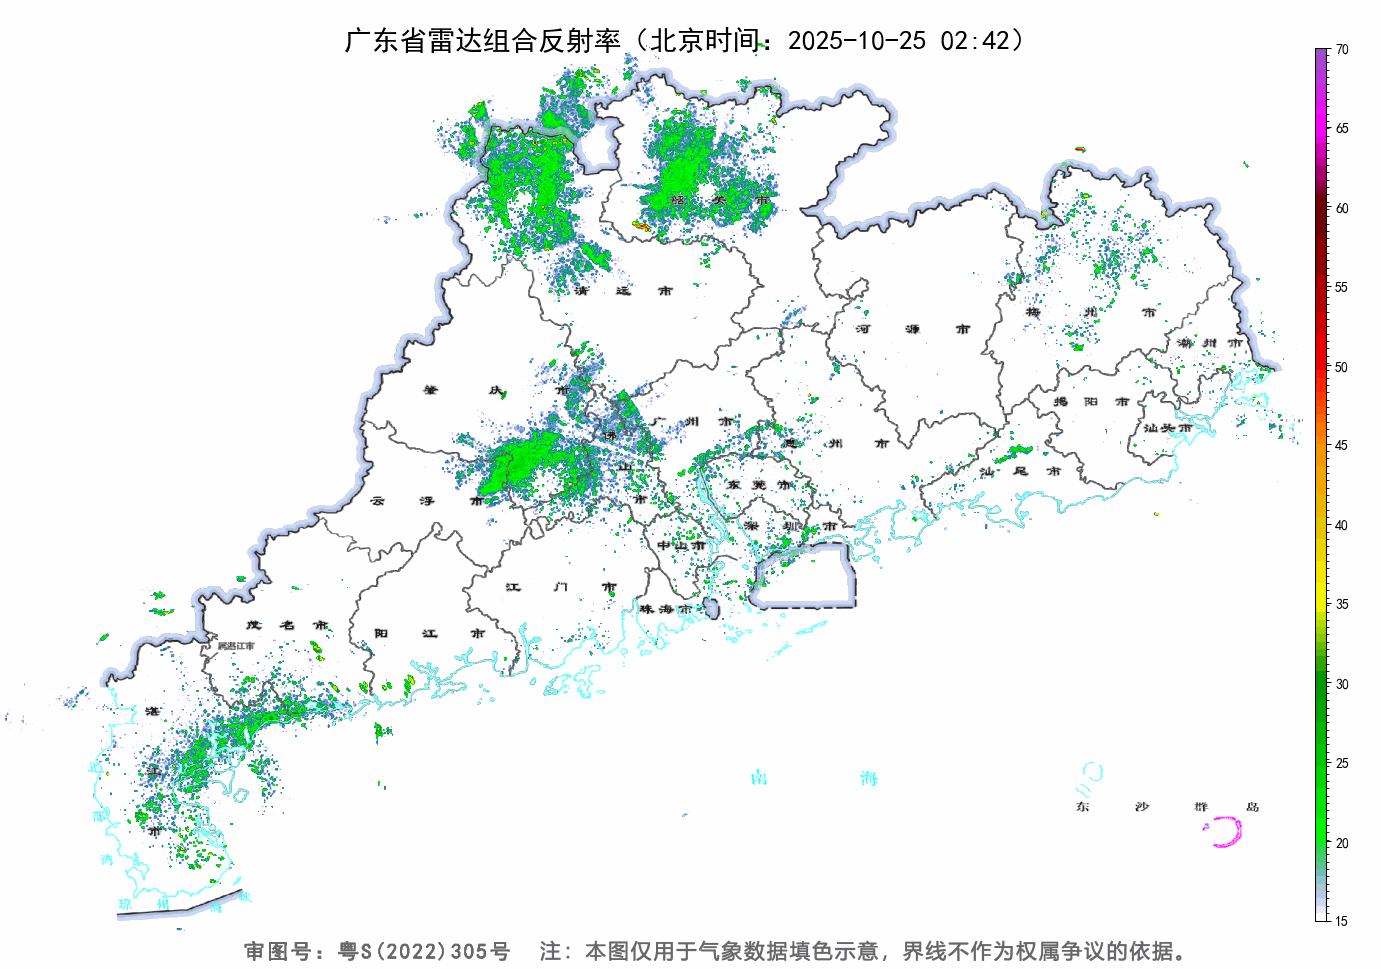 广东省雷达组合反射率（北京时间：2025-10-25 02:42）
70
65
60
55
50
45
40
35
30
25
20
15
韶关市
清远市
河源市
梅州市
潮州市
肇庆市
广州市
惠州市
揭阳市
汕头市
佛山市
东莞市
汕尾市
云浮市
深圳市
中山市
江门市
珠海市
茂名市
阳江市
属湛江市
湛江市
北部湾
南海
东沙群岛
琼州海峡
审图号：粤S(2022)305号 注：本图仅用于气象数据填色示意，界线不作为权属争议的依据。